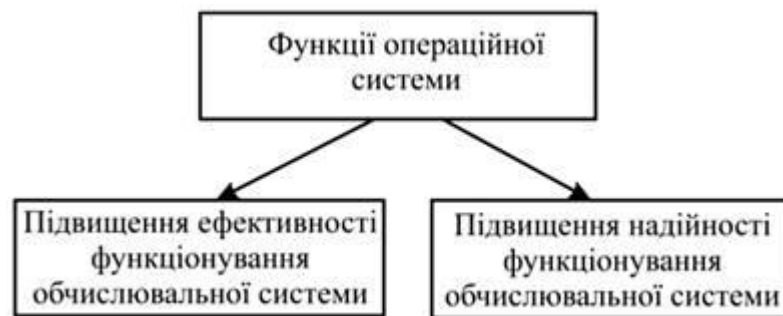 Функції операційної
системи
Підвищення ефективності
функціонування
обчислювальної системи
Підвищення надійності
функціонування
обчислювальної системи